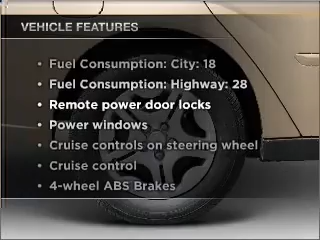 VEHICLE FEATURES
• Fuel Consumption: City: 18
• Fuel Consumption: Highway: 28
• Remote power door locks
• Power windows
• Cruise controls on steering wheel
• Cruise control
• 4-wheel ABS Brakes